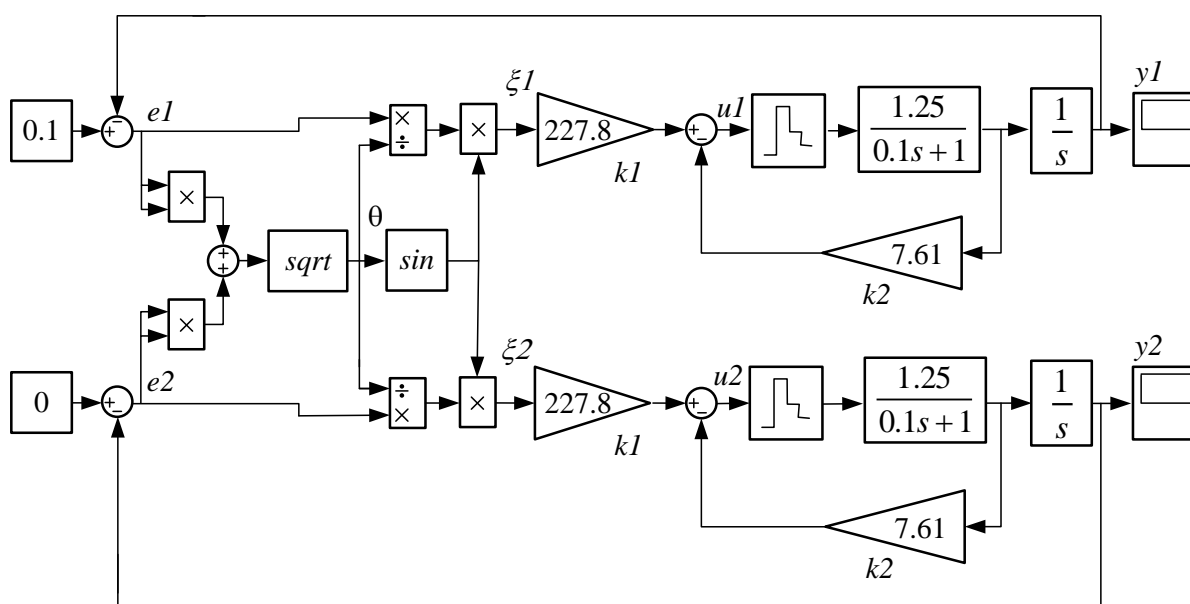 y1
ξ1
e1
u1
0.1
+
−
×
÷
×
227.8
+
−
1.25
0.1s+1
1
s
k1
×
θ
+
+
sqrt
sin
7.61
k2
×
ξ2
y2
e2
u2
0
+
−
÷
×
×
227.8
+
−
1.25
0.1s+1
1
s
k1
7.61
k2